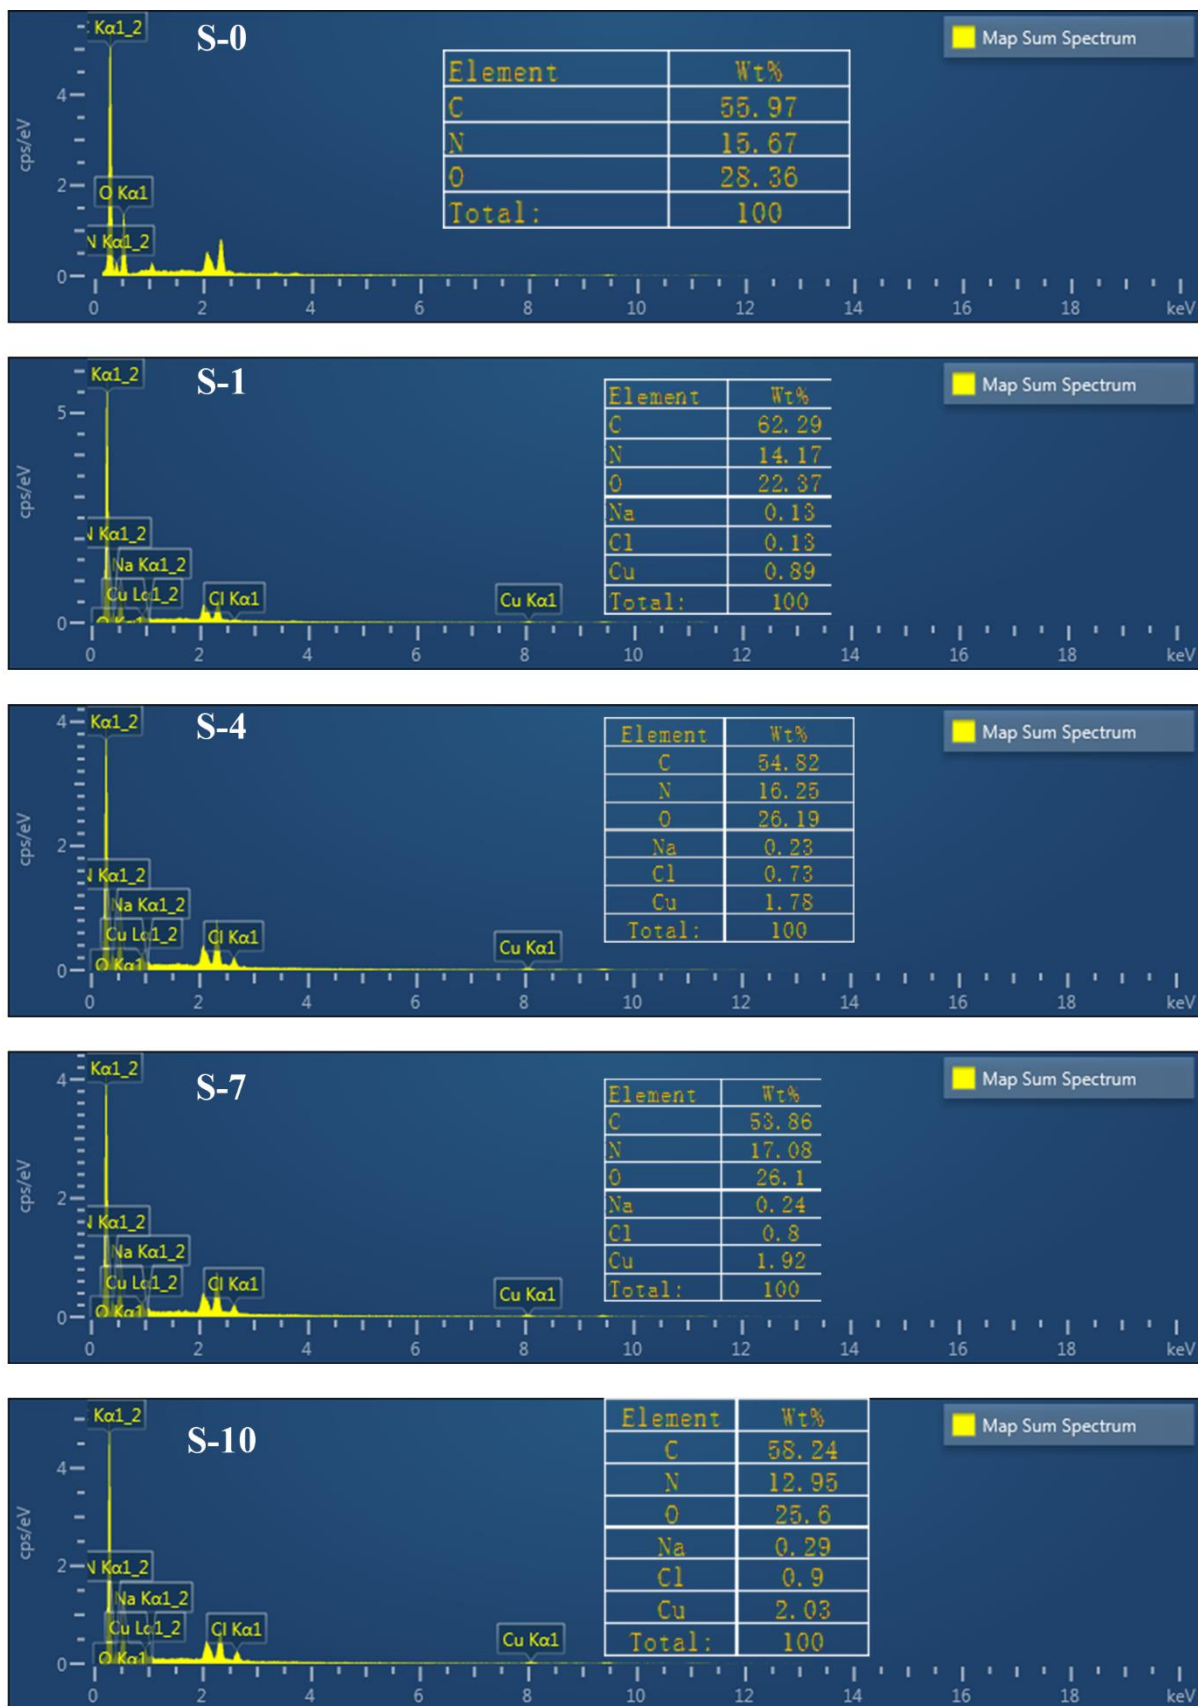 Kα1_2
S-0
Map Sum Spectrum
Element Wt%
C 55.97
N 15.67
O 28.36
Total: 100
cps/eV
4
2
0
O Kα1
N Kα1_2
0 2 4 6 8 10 12 14 16 18 keV
Kα1_2
S-1
Map Sum Spectrum
Element Wt%
C 62.29
N 14.17
O 22.37
Na 0.13
Cl 0.13
Cu 0.89
Total: 100
cps/eV
5
0
N Kα1_2
Na Kα1_2
Cu Lα1_2
Cl Kα1
Cu Kα1
O Kα1
0 2 4 6 8 10 12 14 16 18 keV
Kα1_2
S-4
Map Sum Spectrum
Element Wt%
C 54.82
N 16.25
O 26.19
Na 0.23
Cl 0.73
Cu 1.78
Total: 100
cps/eV
4
2
0
N Kα1_2
Na Kα1_2
Cu Lα1_2
Cl Kα1
Cu Kα1
O Kα1
0 2 4 6 8 10 12 14 16 18 keV
Kα1_2
S-7
Map Sum Spectrum
Element Wt%
C 53.86
N 17.08
O 26.1
Na 0.24
Cl 0.8
Cu 1.92
Total: 100
cps/eV
4
2
0
N Kα1_2
Na Kα1_2
Cu Lα1_2
Cl Kα1
Cu Kα1
O Kα1
0 2 4 6 8 10 12 14 16 18 keV
Kα1_2
S-10
Map Sum Spectrum
Element Wt%
C 58.24
N 12.95
O 25.6
Na 0.29
Cl 0.9
Cu 2.03
Total: 100
cps/eV
4
2
0
N Kα1_2
Na Kα1_2
Cu Lα1_2
Cl Kα1
Cu Kα1
O Kα1
0 2 4 6 8 10 12 14 16 18 keV